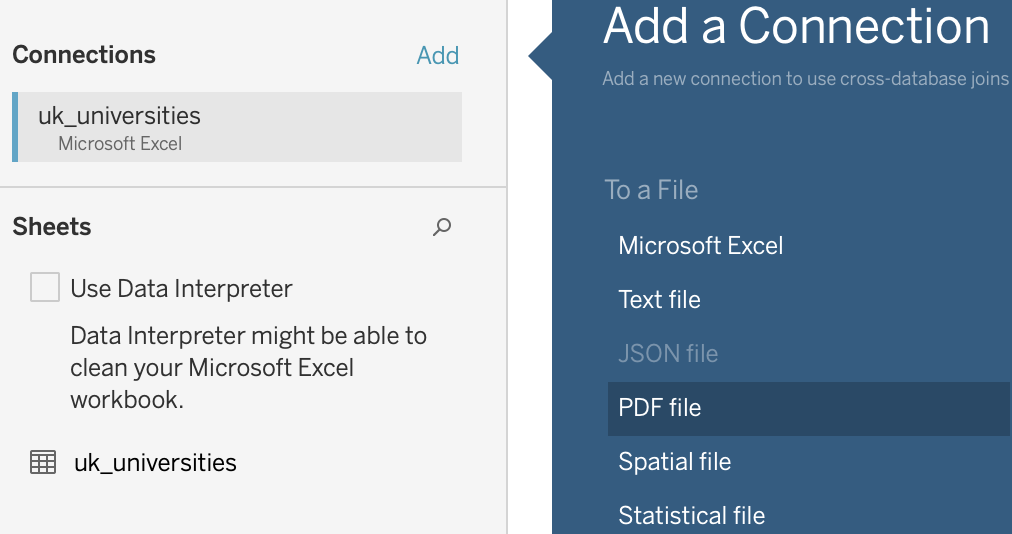 Connections
Add
uk_universities
Microsoft Excel
Sheets
Use Data Interpreter
Data Interpreter might be able to
clean your Microsoft Excel
workbook.
uk_universities
Add a Connection
Add a new connection to use cross-database joins
To a File
Microsoft Excel
Text file
JSON file
PDF file
Spatial file
Statistical file